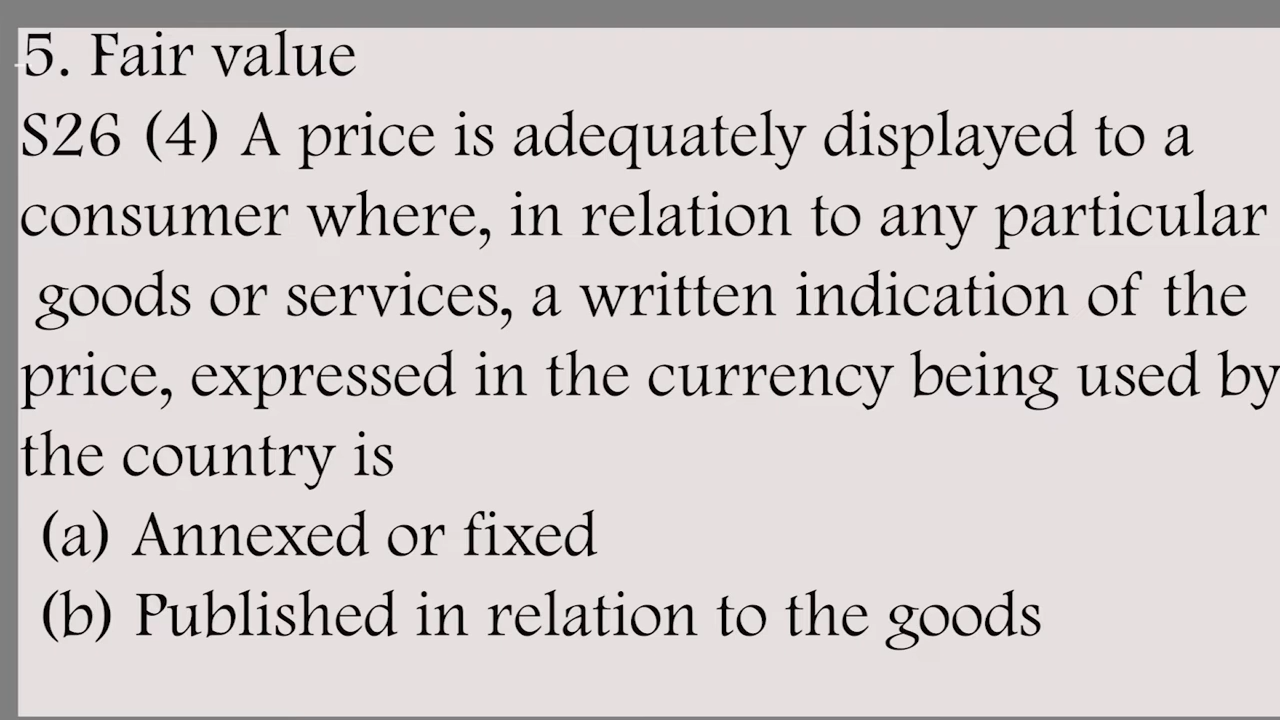 5. Fair value
S26 (4) A price is adequately displayed to a
consumer where, in relation to any particular
goods or services, a written indication of the
price, expressed in the currency being used by
the country is
(a) Annexed or fixed
(b) Published in relation to the goods